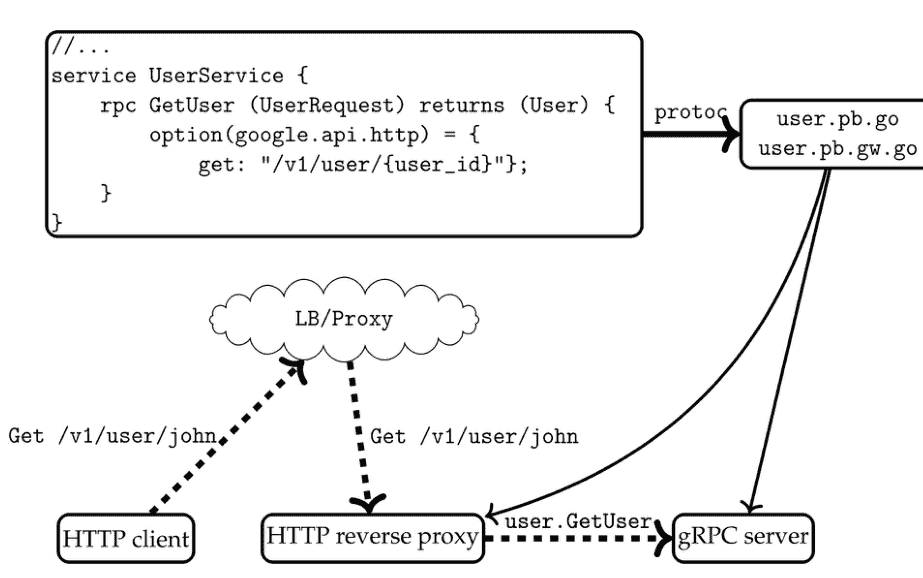 //...
service UserService {
    rpc GetUser (UserRequest) returns (User) {
        option(google.api.http) = {
            get: "/v1/user/{user_id}"};
    }
}
protoc
user.pb.go
user.pb.gw.go
LB/Proxy
Get /v1/user/john
Get /v1/user/john
HTTP client
HTTP reverse proxy
user.GetUser
gRPC server